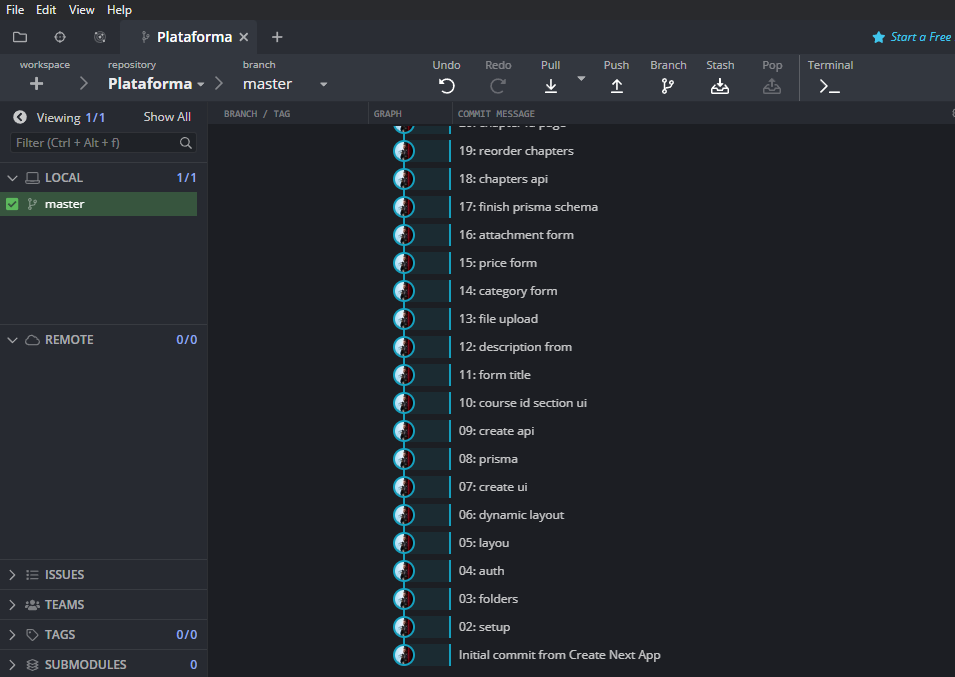 File Edit View Help
Plataforma
Start a Free
workspace
repository
Plataforma
branch
master
Undo Redo Pull Push Branch Stash Pop Terminal
Viewing 1/1 Show All
Filter (Ctrl + Alt + f)
LOCAL 1/1
master
REMOTE 0/0
ISSUES
TEAMS
TAGS 0/0
SUBMODULES 0
BRANCH / TAG GRAPH COMMIT MESSAGE
19: reorder chapters
18: chapters api
17: finish prisma schema
16: attachment form
15: price form
14: category form
13: file upload
12: description from
11: form title
10: course id section ui
09: create api
08: prisma
07: create ui
06: dynamic layout
05: layou
04: auth
03: folders
02: setup
Initial commit from Create Next App